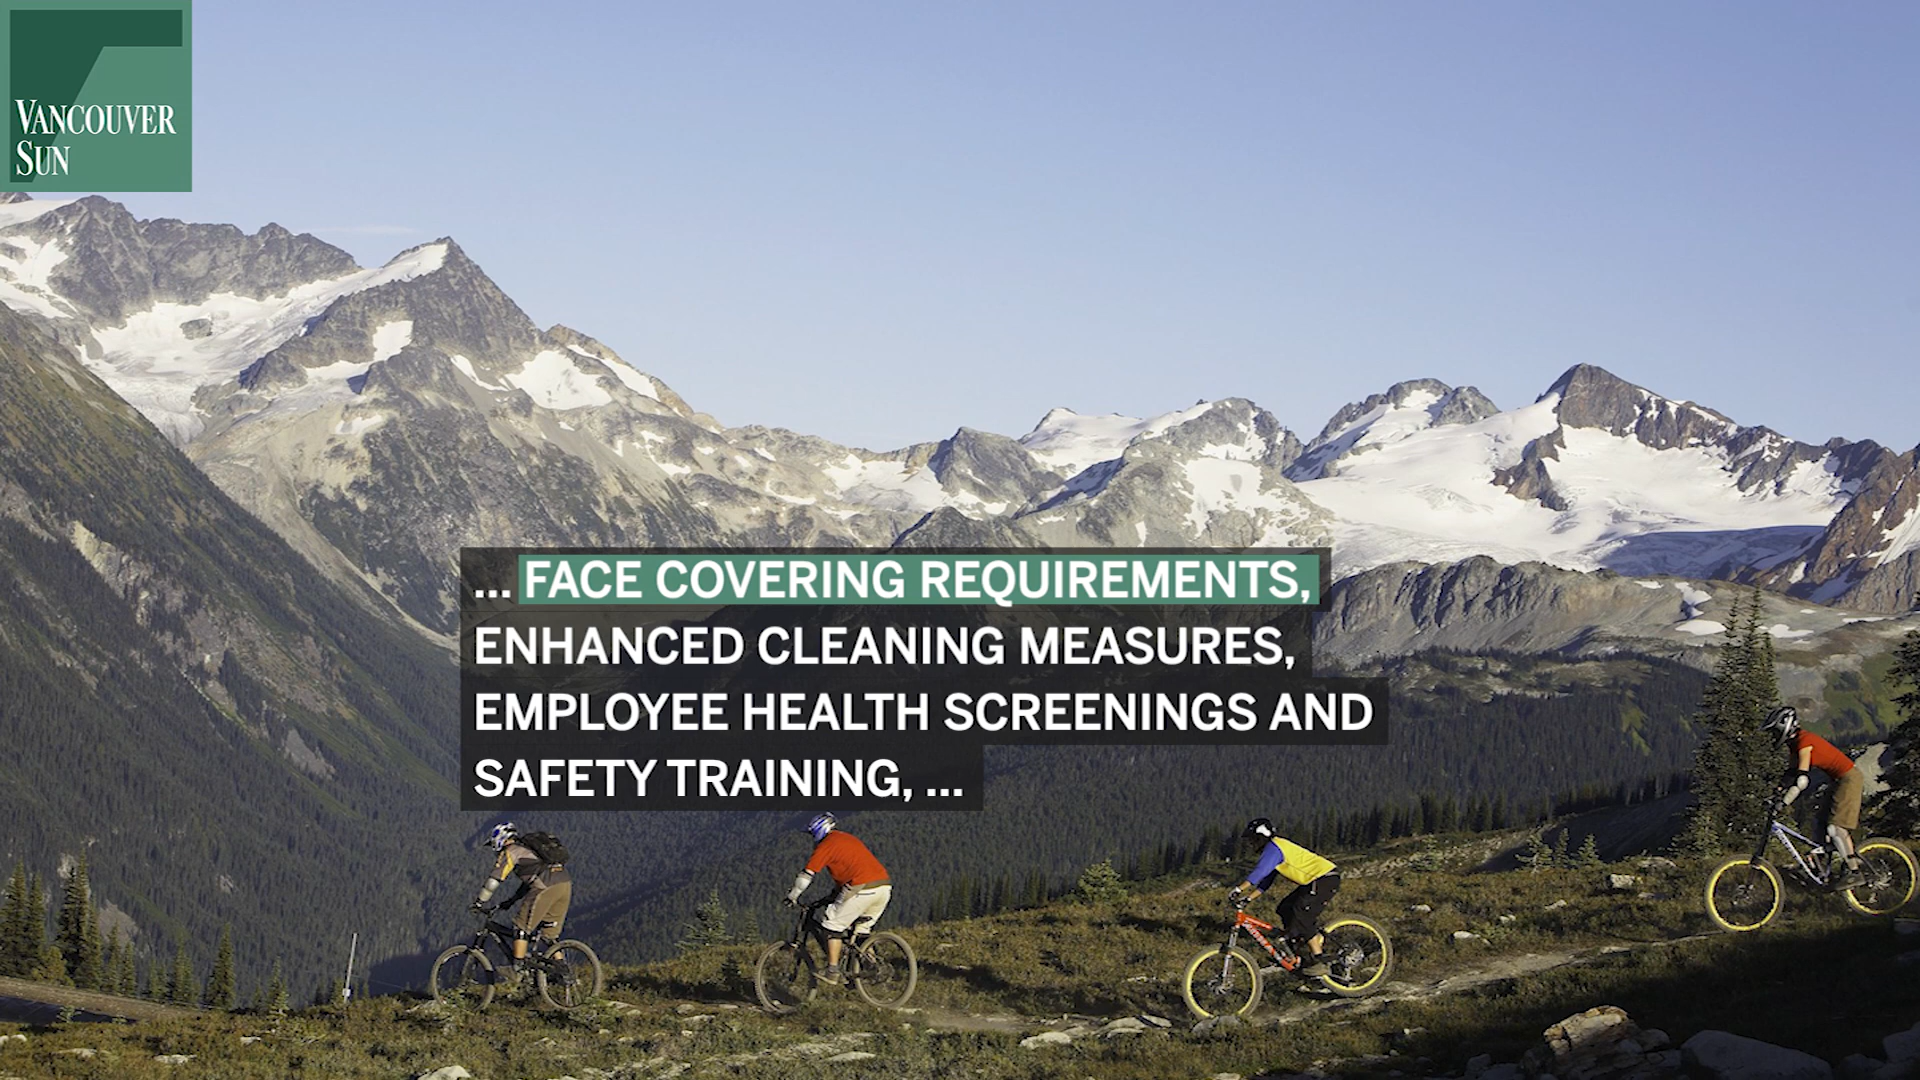 VANCOUVER
SUN
... FACE COVERING REQUIREMENTS,
ENHANCED CLEANING MEASURES,
EMPLOYEE HEALTH SCREENINGS AND
SAFETY TRAINING, ...